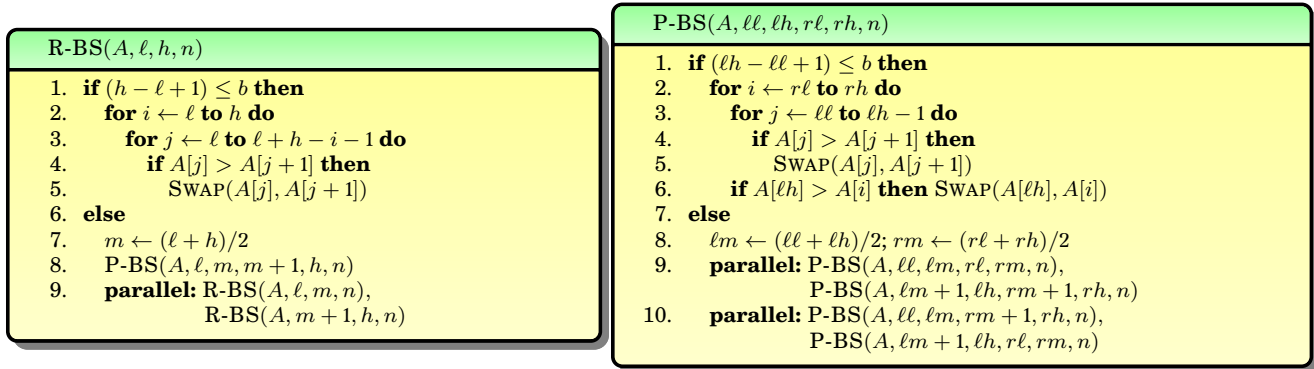 R-BS(A, ℓ, h, n)
1. if (h − ℓ + 1) ≤ b then
2. for i ← ℓ to h do
3. for j ← ℓ to ℓ + h − i − 1 do
4. if A[j] > A[j + 1] then
5. SWAP(A[j], A[j + 1])
6. else
7. m ← (ℓ + h)/2
8. P-BS(A, ℓ, m, m + 1, h, n)
9. parallel: R-BS(A, ℓ, m, n),
R-BS(A, m + 1, h, n)
P-BS(A, ℓℓ, ℓh, rℓ, rh, n)
1. if (ℓh − ℓℓ + 1) ≤ b then
2. for i ← rℓ to rh do
3. for j ← ℓℓ to ℓh − 1 do
4. if A[j] > A[j + 1] then
5. SWAP(A[j], A[j + 1])
6. if A[ℓh] > A[i] then SWAP(A[ℓh], A[i])
7. else
8. ℓm ← (ℓℓ + ℓh)/2; rm ← (rℓ + rh)/2
9. parallel: P-BS(A, ℓℓ, ℓm, rℓ, rm, n),
P-BS(A, ℓm + 1, ℓh, rm + 1, rh, n)
10. parallel: P-BS(A, ℓℓ, ℓm, rm + 1, rh, n),
P-BS(A, ℓm + 1, ℓh, rℓ, rm, n)